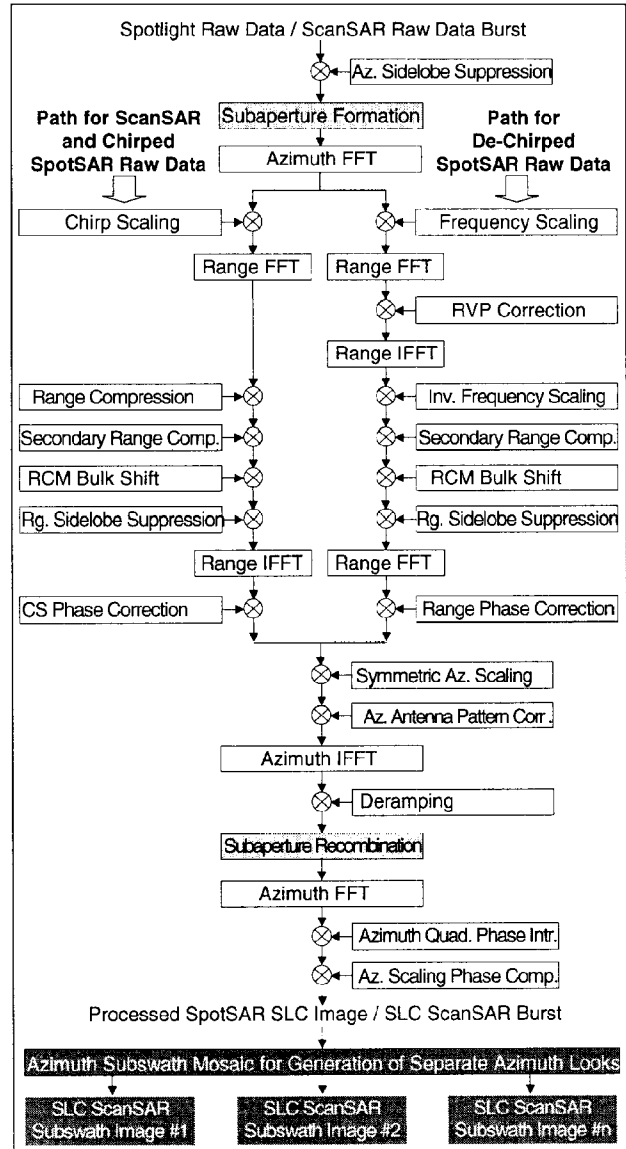 Spotlight Raw Data / ScanSAR Raw Data Burst
Az. Sidelobe Suppression
Subaperture Formation
Path for ScanSAR
and Chirped
SpotSAR Raw Data
Path for
De-Chirped
SpotSAR Raw Data
Azimuth FFT
Chirp Scaling
Frequency Scaling
Range FFT
Range FFT
RVP Correction
Range IFFT
Range Compression
Inv. Frequency Scaling
Secondary Range Comp.
Secondary Range Comp.
RCM Bulk Shift
RCM Bulk Shift
Rg. Sidelobe Suppression
Rg. Sidelobe Suppression
Range IFFT
Range FFT
CS Phase Correction
Range Phase Correction
Symmetric Az. Scaling
Az. Antenna Pattern Corr.
Azimuth IFFT
Deramping
Subaperture Recombination
Azimuth FFT
Azimuth Quad. Phase Intr.
Az. Scaling Phase Comp.
Processed SpotSAR SLC Image / SLC ScanSAR Burst
Azimuth Subswath Mosaic for Generation of Separate Azimuth Looks
SLC ScanSAR
Subswath Image #1
SLC ScanSAR
Subswath Image #2
SLC ScanSAR
Subswath Image #n